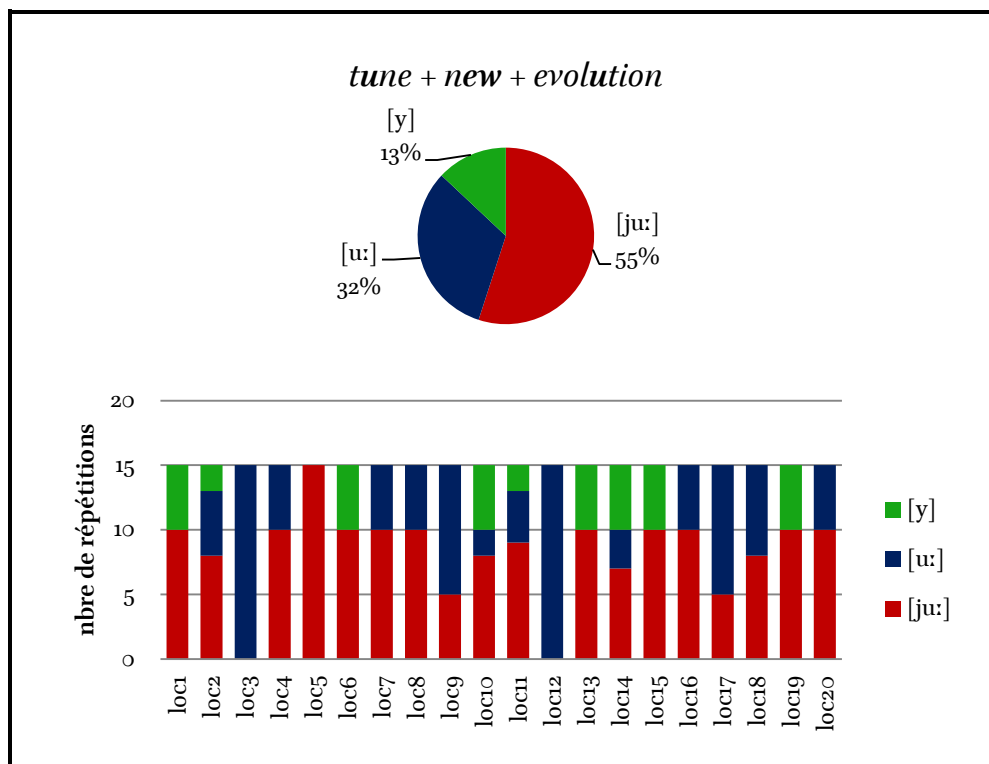 tune + new + evolution
[y]
13%
[uː]
32%
[juː]
55%
nbre de répétitions
20
15
10
5
0
loc1
loc2
loc3
loc4
loc5
loc6
loc7
loc8
loc9
loc10
loc11
loc12
loc13
loc14
loc15
loc16
loc17
loc18
loc19
loc20
[y]
[uː]
[juː]